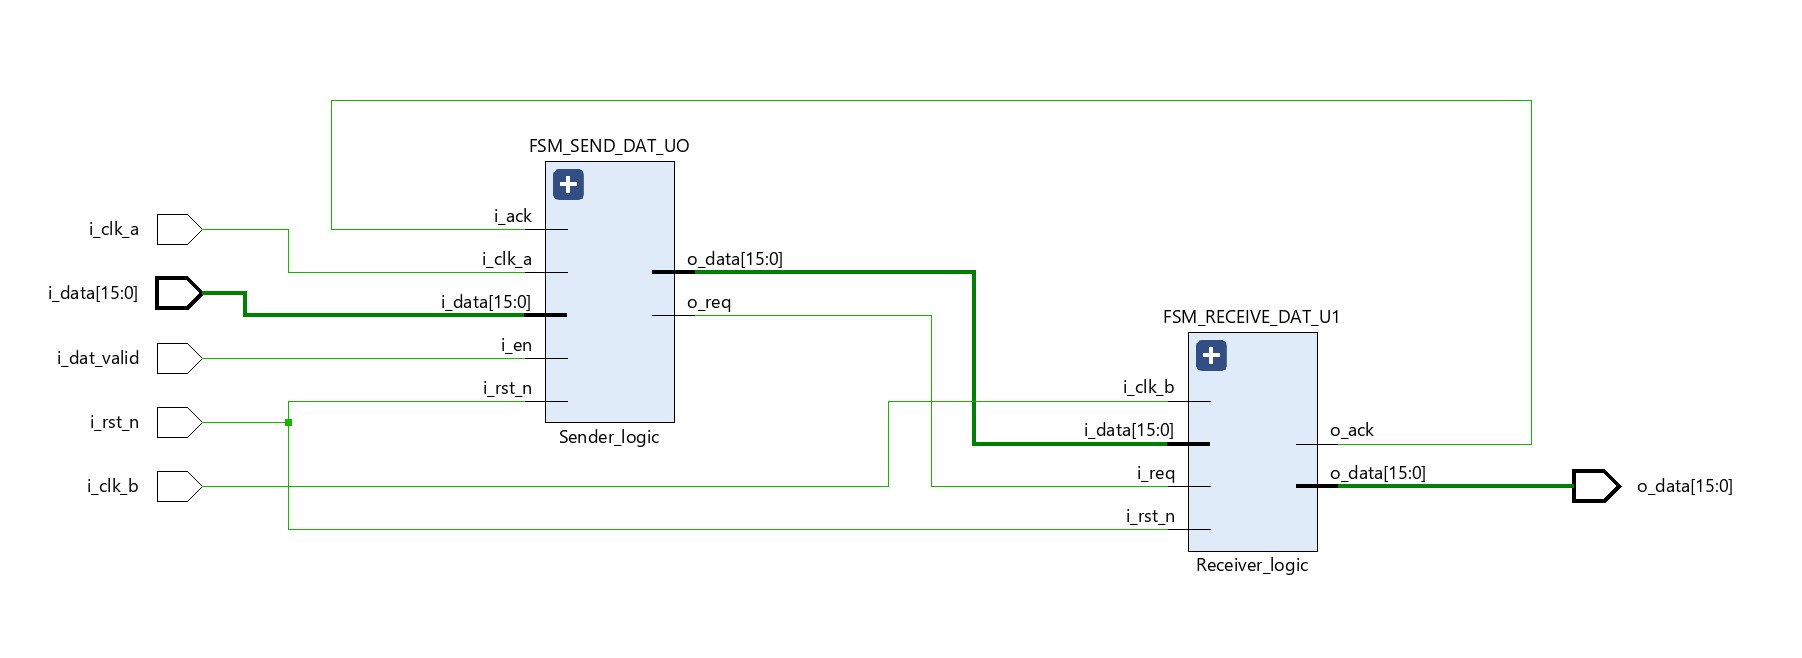 FSM_SEND_DAT_UO
i_ack
i_clk_a
i_clk_a
o_data[15:0]
i_data[15:0]
i_data[15:0]
o_req
i_en
i_dat_valid
FSM_RECEIVE_DAT_U1
i_rst_n
i_clk_b
i_rst_n
Sender_logic
i_data[15:0]
o_ack
i_clk_b
i_req
o_data[15:0]
o_data[15:0]
i_rst_n
Receiver_logic